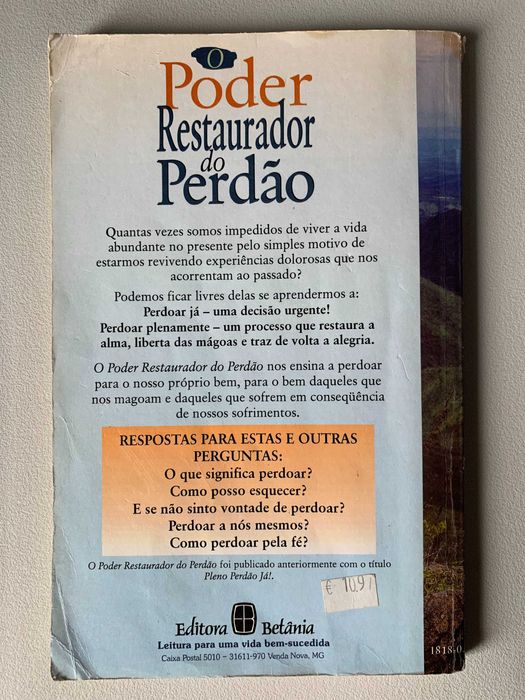 O
Poder
Restaurador
do
Perdão
Quantas vezes somos impedidos de viver a vida
abundante no presente pelo simples motivo de
estarmos revivendo experiências dolorosas que nos
acorrentam ao passado?
Podemos ficar livres delas se aprendermos a:
Perdoar já – uma decisão urgente!
Perdoar plenamente – um processo que restaura a
alma, liberta das mágoas e traz de volta a alegria.
O Poder Restaurador do Perdão nos ensina a perdoar
para o nosso próprio bem, para o bem daqueles que
nos magoam e daqueles que sofrem em conseqüência
de nossos sofrimentos.
RESPOSTAS PARA ESTAS E OUTRAS
PERGUNTAS:
O que significa perdoar?
Como posso esquecer?
E se não sinto vontade de perdoar?
Perdoar a nós mesmos?
Como perdoar pela fé?
O Poder Restaurador do Perdão foi publicado anteriormente com o título
Pleno Perdão Já!.
€ 10,97
Editora Betânia
Leitura para uma vida bem-sucedida
Caixa Postal 5010 – 31611-970 Venda Nova, MG
1818-0